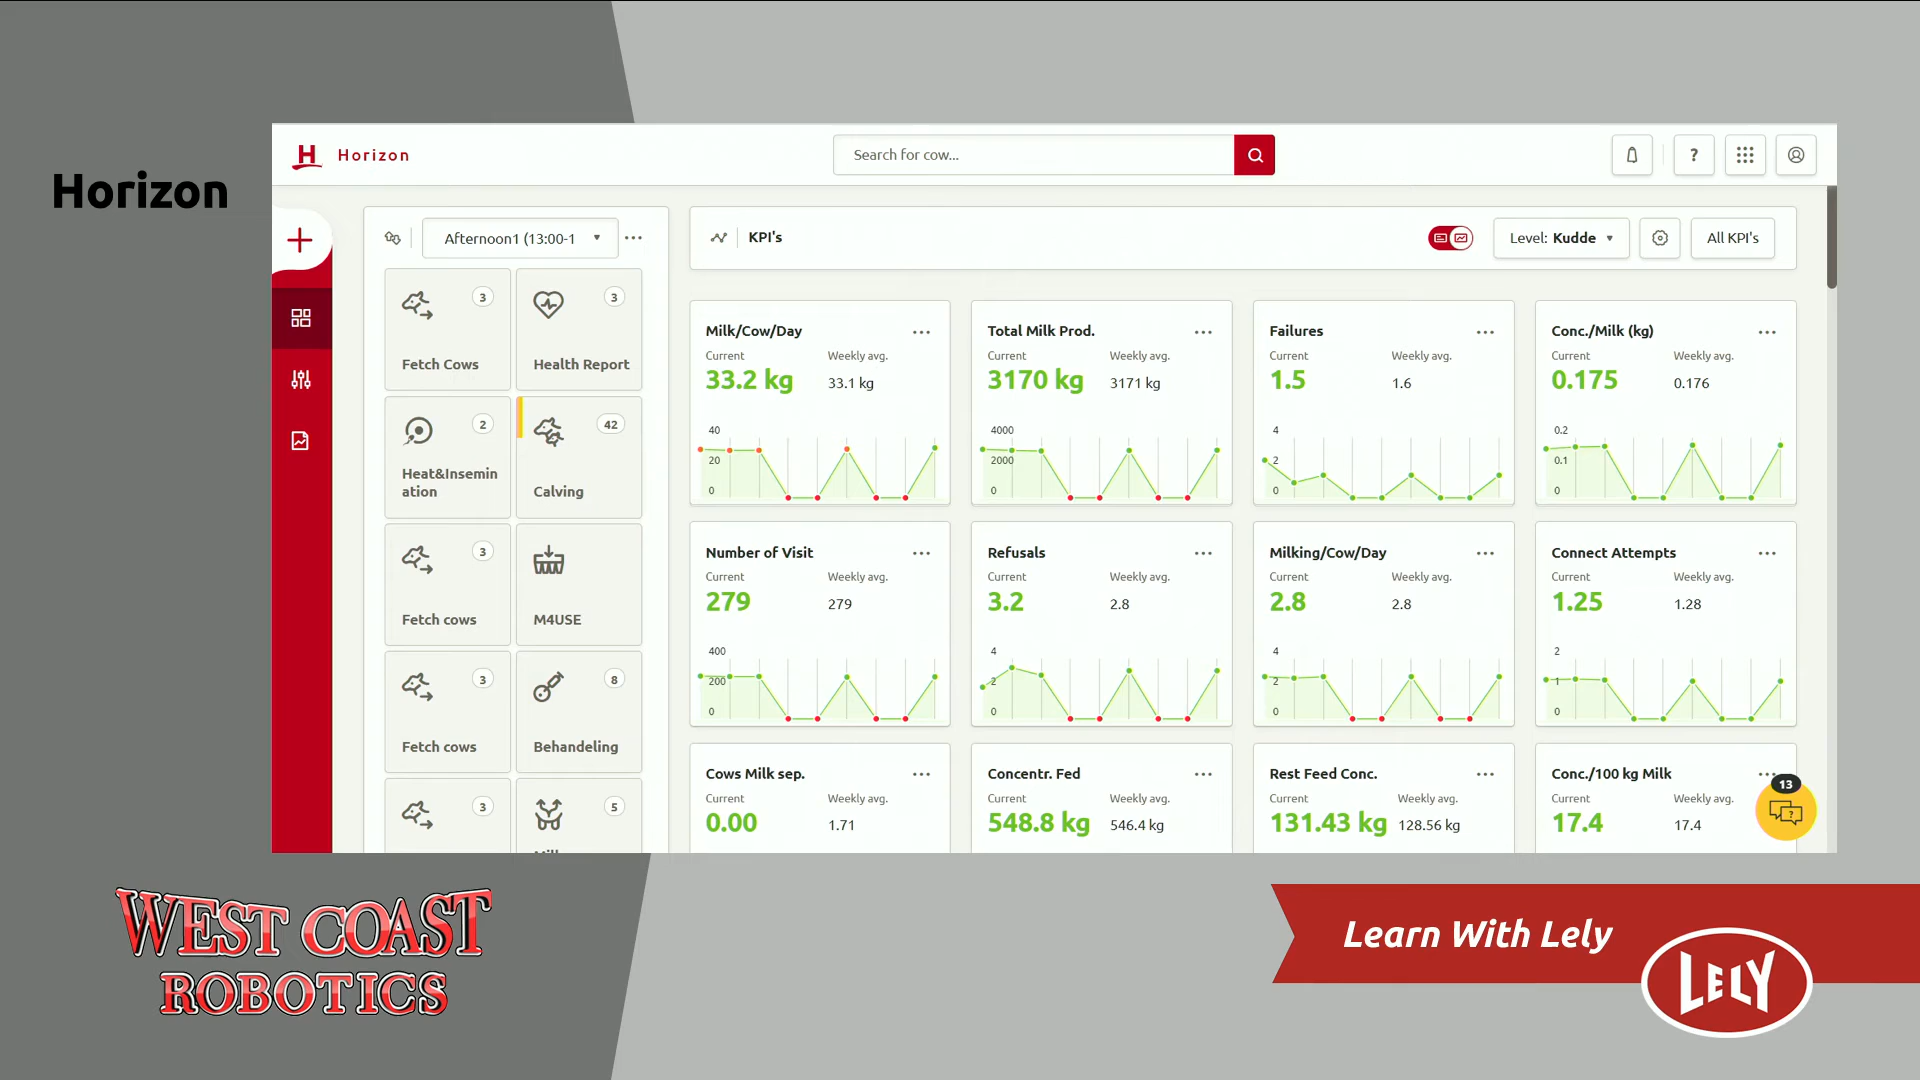 Horizon
H Horizon
Search for cow...
?
Afternoon1 (13:00-1
KPI's
Level: Kudde
All KPI's
3
Fetch Cows
3
Health Report
2
Heat&Insemin
ation
42
Calving
3
Fetch cows
M4USE
3
Fetch cows
8
Behandeling
3
5
Milk/Cow/Day
Current
Weekly avg.
33.2 kg
33.1 kg
40
20
0
Total Milk Prod.
Current
Weekly avg.
3170 kg
3171 kg
4000
2000
0
Failures
Current
Weekly avg.
1.5
1.6
4
2
0
Conc./Milk (kg)
Current
Weekly avg.
0.175
0.176
0.2
0.1
0
Number of Visit
Current
Weekly avg.
279
279
400
200
0
Refusals
Current
Weekly avg.
3.2
2.8
4
2
0
Milking/Cow/Day
Current
Weekly avg.
2.8
2.8
4
2
0
Connect Attempts
Current
Weekly avg.
1.25
1.28
2
1
0
Cows Milk sep.
Current
Weekly avg.
0.00
1.71
Concentr. Fed
Current
Weekly avg.
548.8 kg
546.4 kg
Rest Feed Conc.
Current
Weekly avg.
131.43 kg
128.56 kg
Conc./100 kg Milk
Current
Weekly avg.
17.4
17.4
13
?
WEST COAST
ROBOTICS
Learn With Lely
LELY